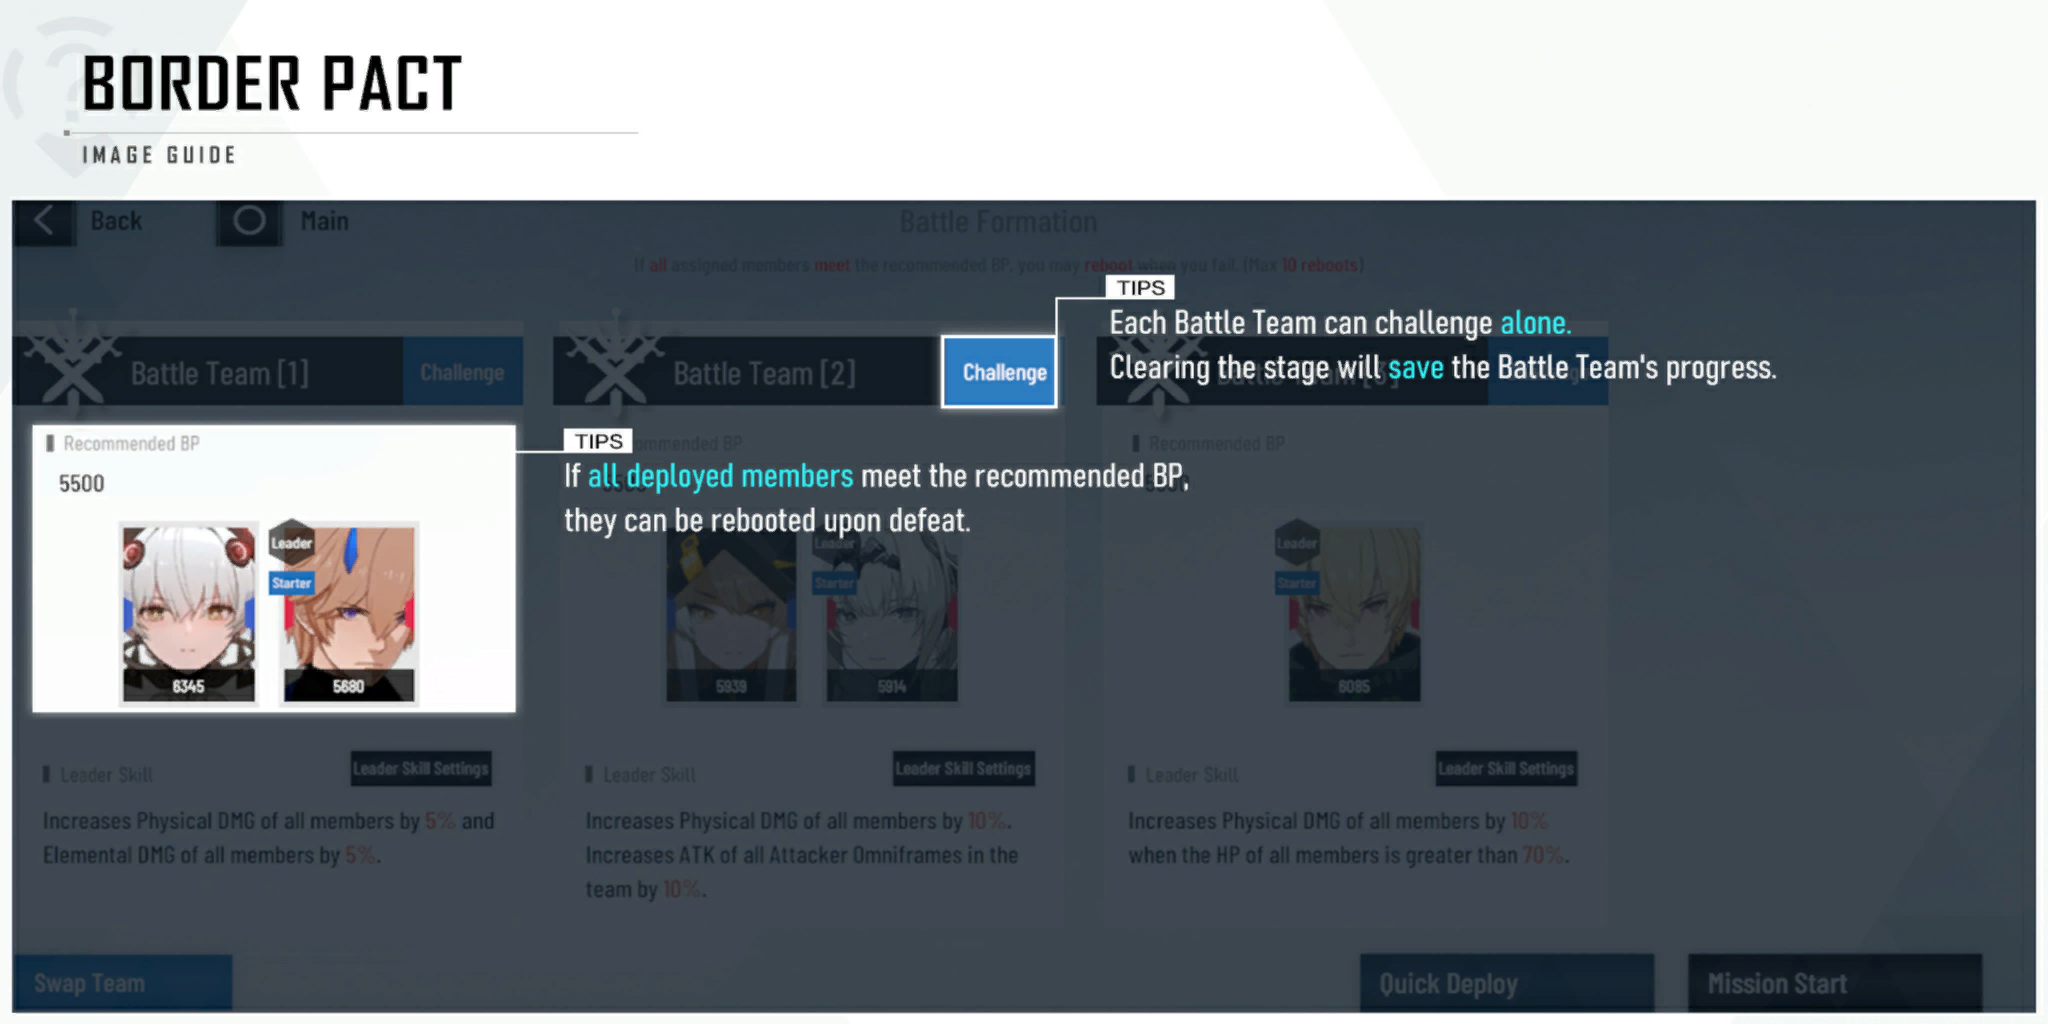 BORDER PACT
IMAGE GUIDE
Back
Main
Battle Formation
If all assigned members meet the recommended BP, you may reboot when you fail. (Max 10 reboots)
TIPS
Each Battle Team can challenge alone.
Clearing the stage will save the Battle Team's progress.
Battle Team [1]
Challenge
Battle Team [2]
Challenge
Recommended BP
5500
TIPS
If all deployed members meet the recommended BP,
they can be rebooted upon defeat.
Recommended BP
Leader
Starter
6345
5680
Leader
Starter
5939
5914
Leader
Starter
6085
Leader Skill
Leader Skill Settings
Increases Physical DMG of all members by 5% and
Elemental DMG of all members by 5%.
Leader Skill
Leader Skill Settings
Increases Physical DMG of all members by 10%.
Increases ATK of all Attacker Omniframes in the
team by 10%.
Leader Skill
Leader Skill Settings
Increases Physical DMG of all members by 10%
when the HP of all members is greater than 70%.
Swap Team
Quick Deploy
Mission Start